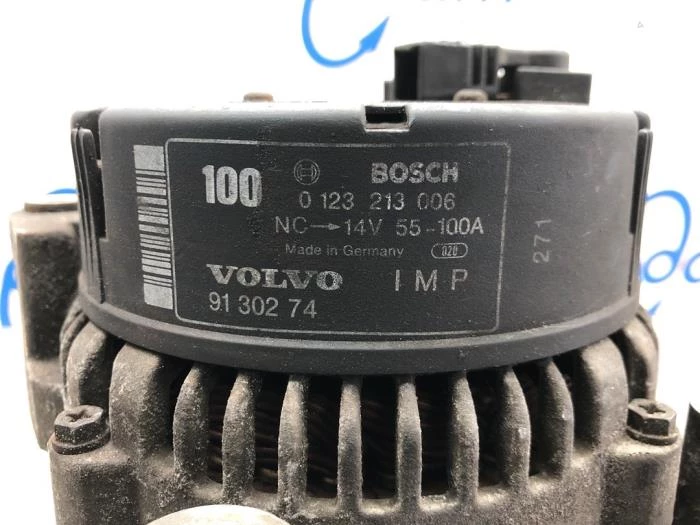 100 BOSCH
0 123 213 006
NC→14V 55-100A
Made in Germany 020
VOLVO IMP
91 302 74
271